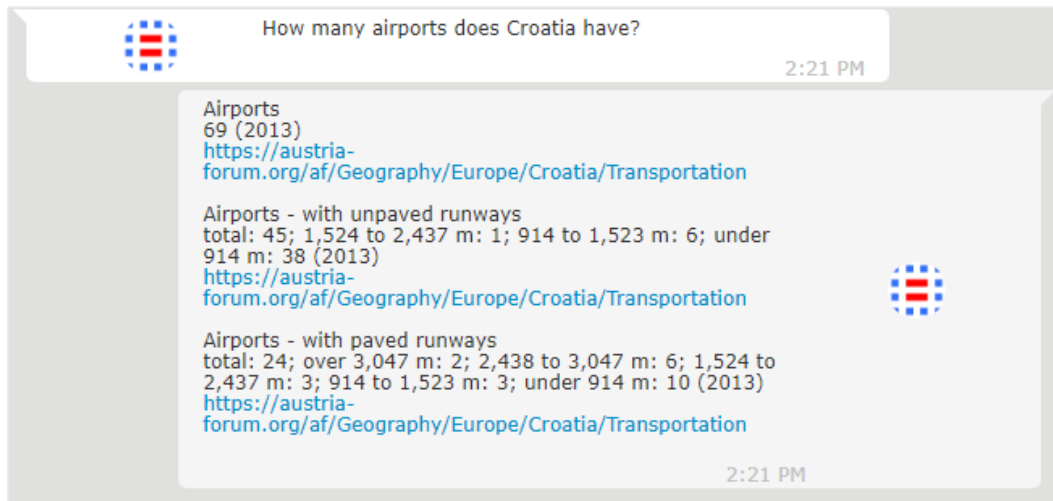 How many airports does Croatia have?
2:21 PM
Airports
69 (2013)
https://austria-
forum.org/af/Geography/Europe/Croatia/Transportation
Airports - with unpaved runways
total: 45; 1,524 to 2,437 m: 1; 914 to 1,523 m: 6; under
914 m: 38 (2013)
https://austria-
forum.org/af/Geography/Europe/Croatia/Transportation
Airports - with paved runways
total: 24; over 3,047 m: 2; 2,438 to 3,047 m: 6; 1,524 to
2,437 m: 3; 914 to 1,523 m: 3; under 914 m: 10 (2013)
https://austria-
forum.org/af/Geography/Europe/Croatia/Transportation
2:21 PM